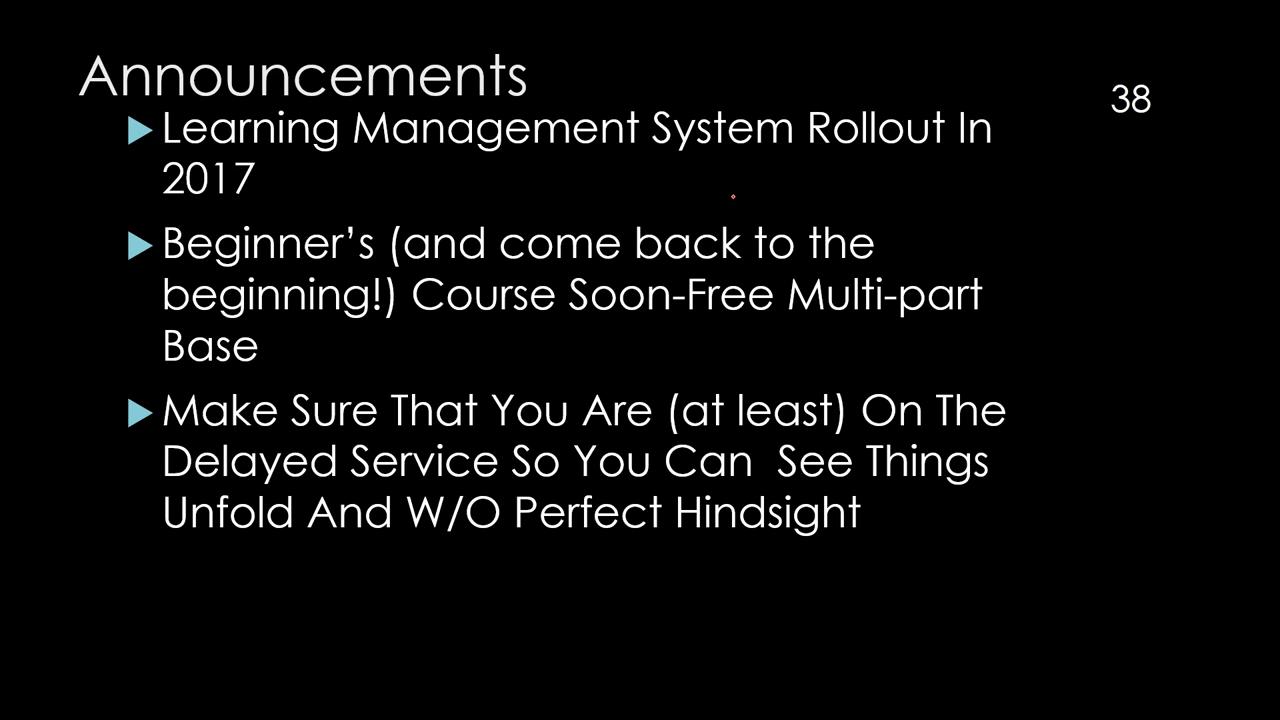 Announcements
38
Learning Management System Rollout In
2017
Beginner’s (and come back to the
beginning!) Course Soon-Free Multi-part
Base
Make Sure That You Are (at least) On The
Delayed Service So You Can  See Things
Unfold And W/O Perfect Hindsight